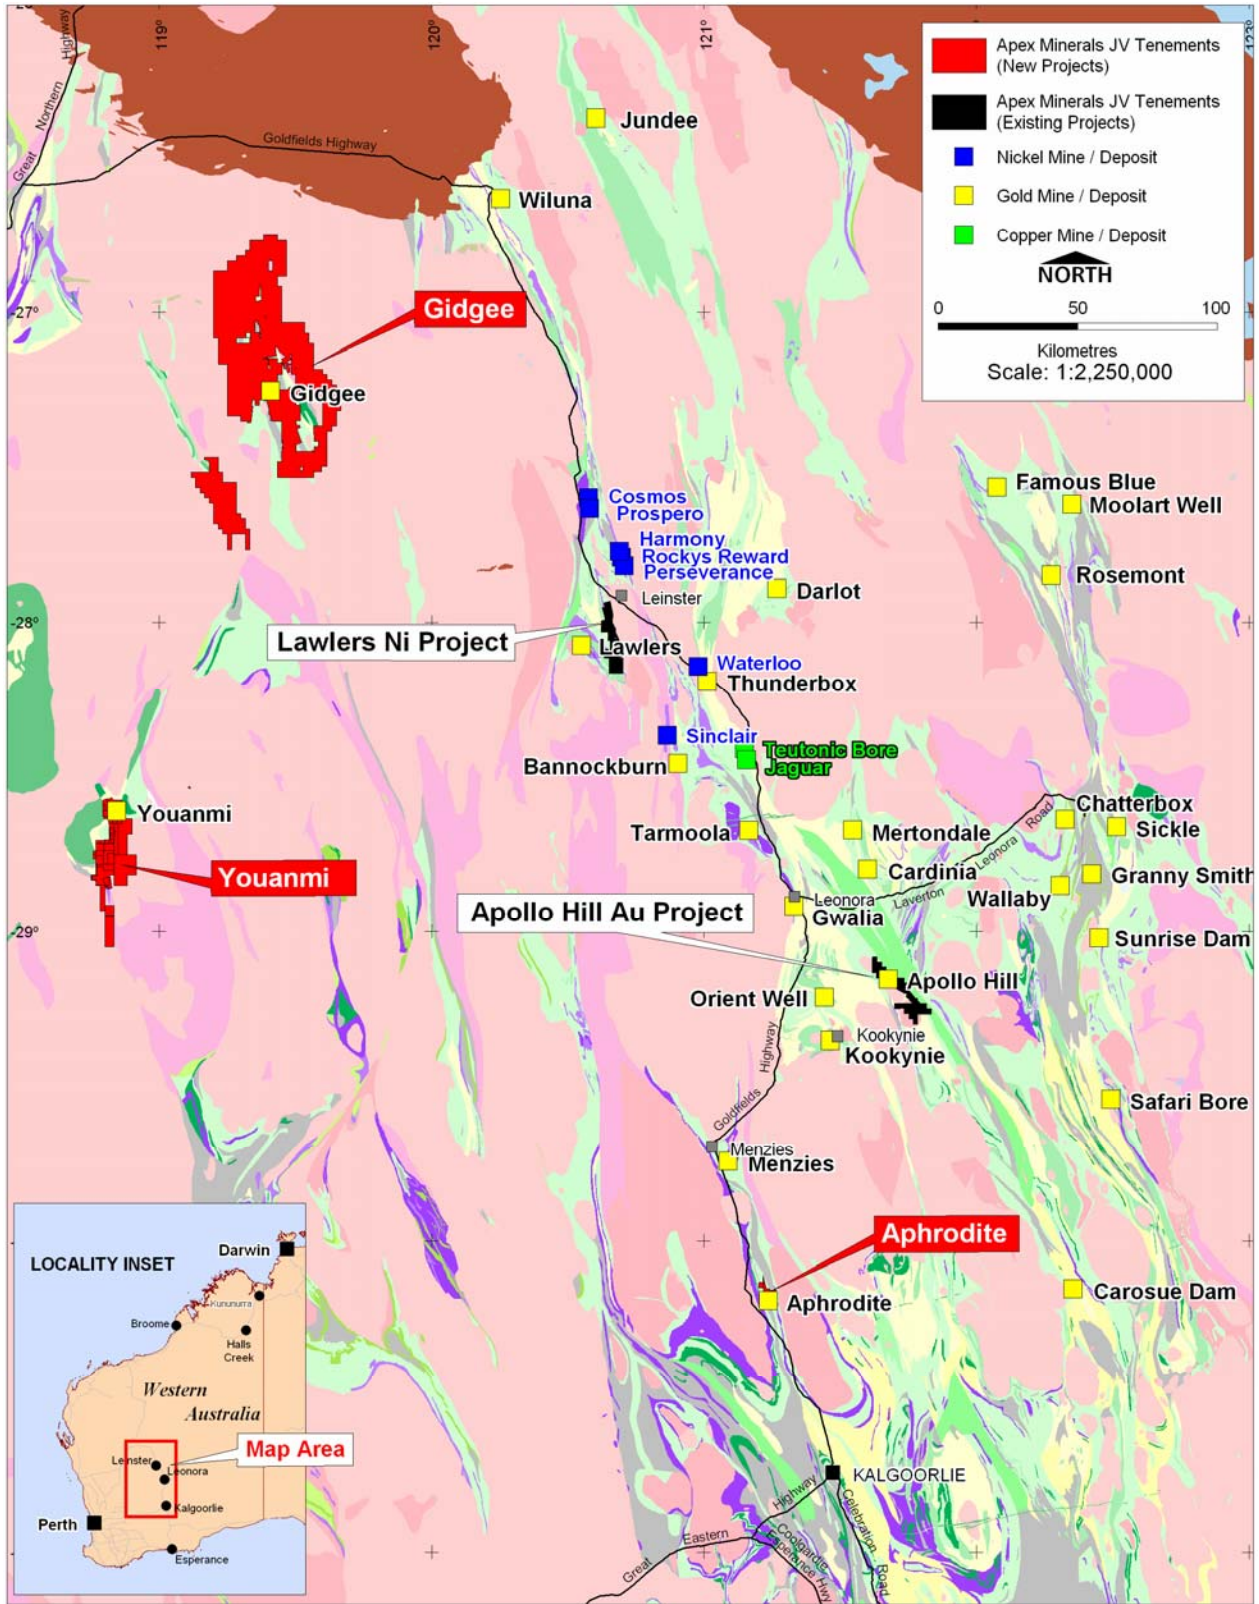 119°
120°
121°
Great
Northern
Highway
Goldfields Highway
Apex Minerals JV Tenements
(New Projects)
Apex Minerals JV Tenements
(Existing Projects)
Nickel Mine / Deposit
Gold Mine / Deposit
Copper Mine / Deposit
NORTH
0 50 100
Kilometres
Scale: 1:2,250,000
Jundee
Wiluna
-27°
Gidgee
Gidgee
Famous Blue
Moolart Well
Cosmos
Prospero
Harmony
Rockys Reward
Perseverance
Rosemont
Darlot
Leinster
-28°
Lawlers Ni Project
Lawlers
Waterloo
Thunderbox
Sinclair
Teutonic Bore
Jaguar
Bannockburn
Youanmi
Chatterbox
Sickle
Tarmoola
Mertondale
Road
Leonora
Laverton
Cardinia
Youanmi
Granny Smith
Wallaby
Leonora
Gwalia
Apollo Hill Au Project
-29°
Sunrise Dam
Apollo Hill
Orient Well
Kookynie
Kookynie
Highway
Goldfields
Safari Bore
Menzies
Menzies
Aphrodite
Aphrodite
Carosue Dam
LOCALITY INSET
Darwin
Kununurra
Broome
Halls
Creek
Western
Australia
Map Area
Leinster
Leonora
Kalgoorlie
Perth
Esperance
KALGOORLIE
Highway
Celebration
Road
Great
Eastern
Coolgardie
Esperance Hwy